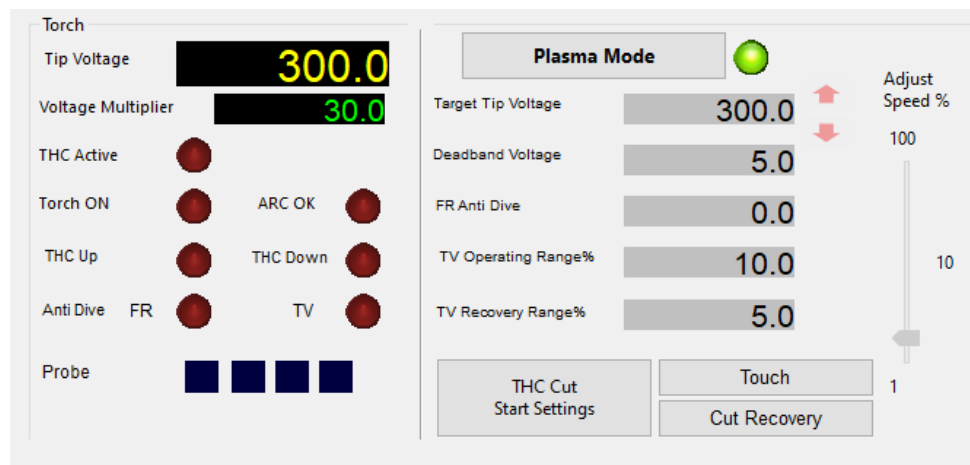 Torch
Tip Voltage 300.0
Voltage Multiplier 30.0
THC Active
Torch ON ARC OK
THC Up THC Down
Anti Dive FR TV
Probe
Plasma Mode
Target Tip Voltage 300.0
Deadband Voltage 5.0
FR Anti Dive 0.0
TV Operating Range% 10.0
TV Recovery Range% 5.0
THC Cut
Start Settings
Touch
Cut Recovery
Adjust
Speed %
100
10
1